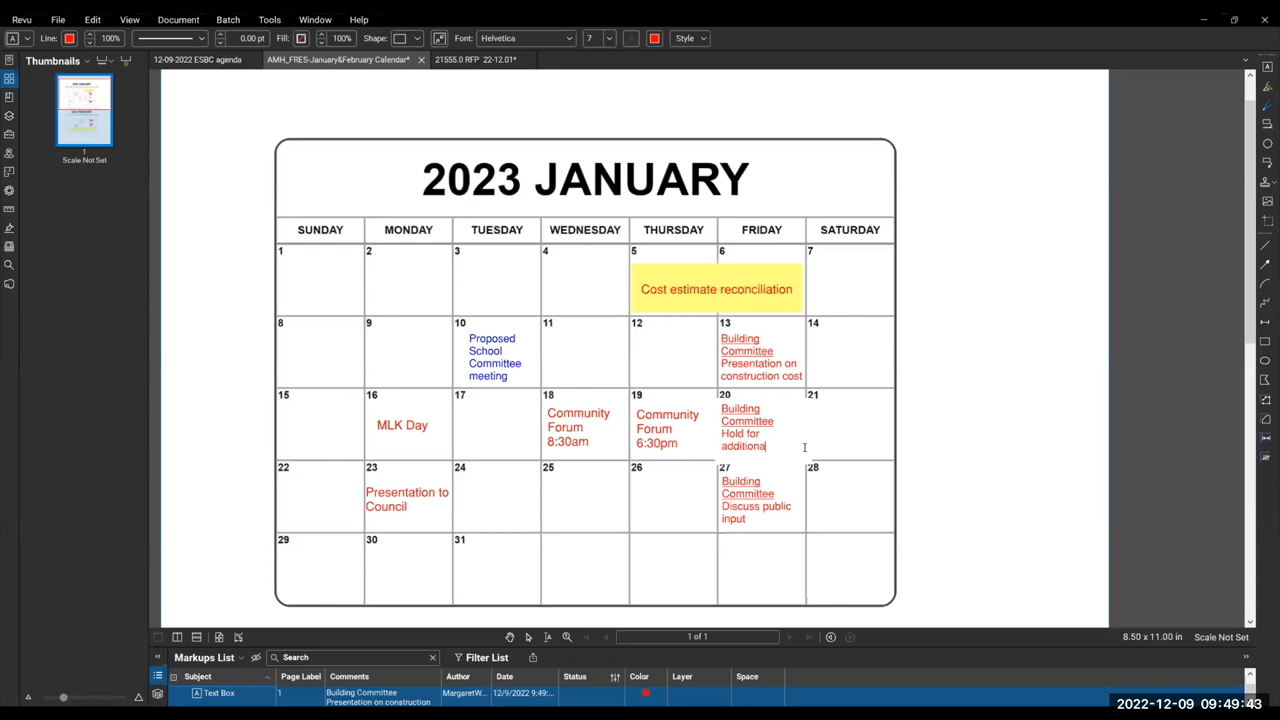 Revu File Edit View Document Batch Tools Window Help
A Line: 100% 0.00 pt Fill: 100% Shape: Font: Helvetica 7 Style
Thumbnails
12-09-2022 ESBC agenda AMH_FRES-January&February Calendar* 21555.0 RFP 22-12.01*
1
Scale Not Set
2023 JANUARY
SUNDAY MONDAY TUESDAY WEDNESDAY THURSDAY FRIDAY SATURDAY
1 2 3 4 5 6 7
Cost estimate reconciliation
8 9 10 11 12 13 14
Proposed
School
Committee
meeting
Building
Committee
Presentation on
construction cost
15 16 17 18 19 20 21
MLK Day
Community
Forum
8:30am
Community
Forum
6:30pm
Building
Committee
Hold for
additiona
22 23 24 25 26 27 28
Presentation to
Council
Building
Committee
Discuss public
input
29 30 31
1 of 1
8.50 x 11.00 in Scale Not Set
Markups List Search Filter List
Subject Page Label Comments Author Date Status Color Layer Space
A Text Box 1 Building Committee MargaretW... 12/9/2022 9:49:...
Presentation on construction
2022-12-09 09:49:43